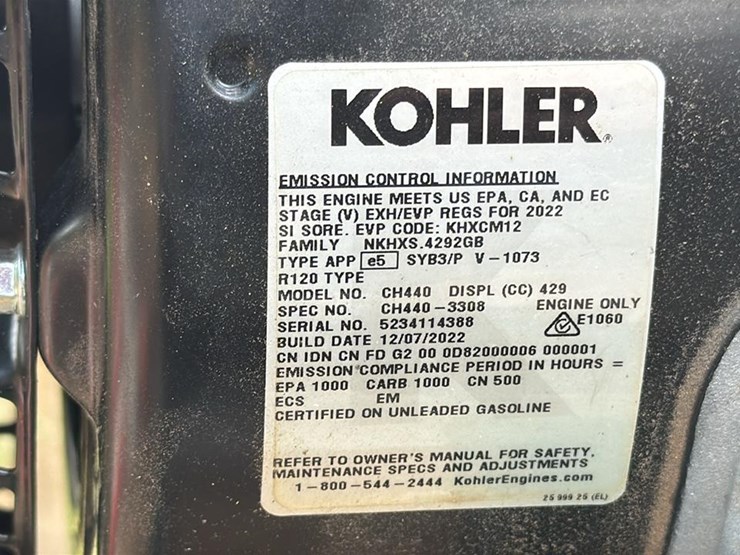 KOHLER®
EMISSION CONTROL INFORMATION
THIS ENGINE MEETS US EPA, CA, AND EC
STAGE (V) EXH/EVP REGS FOR 2022
SI SORE. EVP CODE: KHXCM12
FAMILY NKHXS.4292GB
TYPE APP e5 SYB3/P V-1073
R120 TYPE
MODEL NO. CH440 DISPL (CC) 429
SPEC NO. CH440-3308 ENGINE ONLY
SERIAL NO. 5234114388 E1060
BUILD DATE 12/07/2022
CN IDN CN FD G2 00 0D82000006 000001
EMISSION COMPLIANCE PERIOD IN HOURS =
EPA 1000 CARB 1000 CN 500
ECS EM
CERTIFIED ON UNLEADED GASOLINE
REFER TO OWNER'S MANUAL FOR SAFETY,
MAINTENANCE SPECS AND ADJUSTMENTS
1-800-544-2444 KohlerEngines.com
25 999 25 (EL)